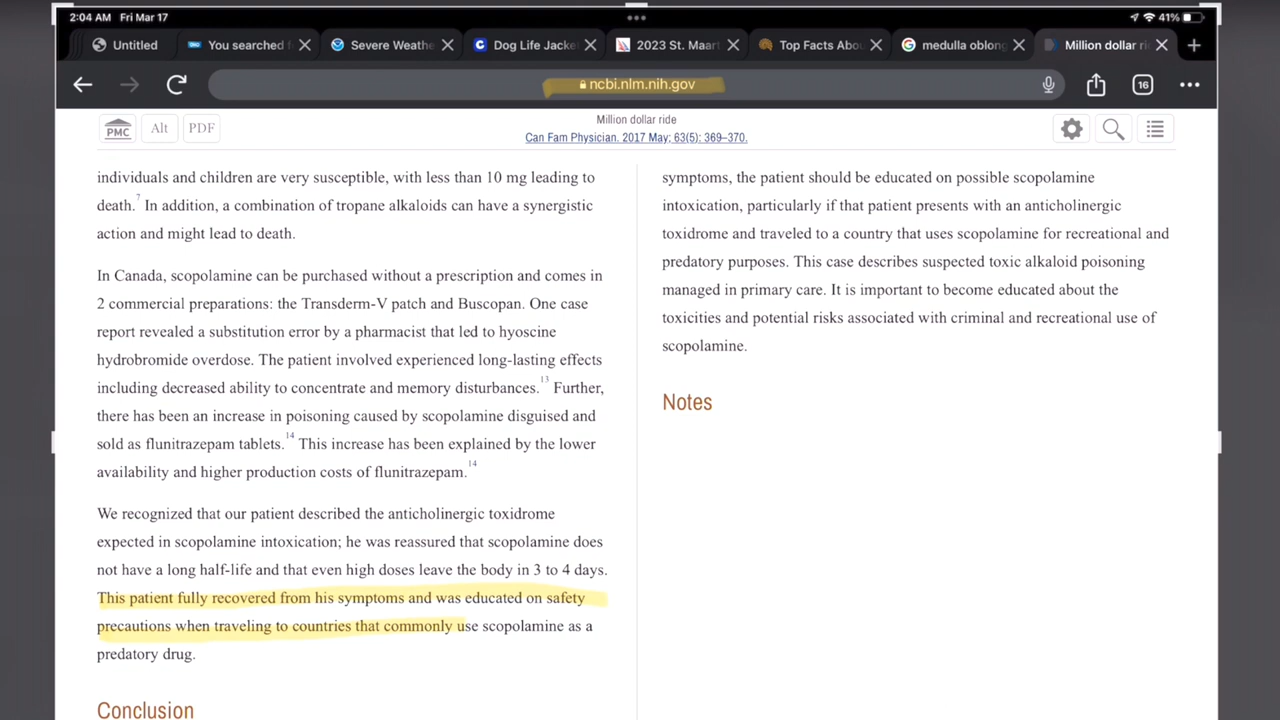 2:04 AM Fri Mar 17
41%
Untitled
You searched f
Severe Weathe
Dog Life Jacke
2023 St. Maart
Top Facts Abou
medulla oblong
Million dollar ri
ncbi.nlm.nih.gov
16
PMC
Alt
PDF
Million dollar ride
Can Fam Physician. 2017 May; 63(5): 369–370.
individuals and children are very susceptible, with less than 10 mg leading to
death.7 In addition, a combination of tropane alkaloids can have a synergistic
action and might lead to death.
In Canada, scopolamine can be purchased without a prescription and comes in
2 commercial preparations: the Transderm-V patch and Buscopan. One case
report revealed a substitution error by a pharmacist that led to hyoscine
hydrobromide overdose. The patient involved experienced long-lasting effects
including decreased ability to concentrate and memory disturbances.13 Further,
there has been an increase in poisoning caused by scopolamine disguised and
sold as flunitrazepam tablets.14 This increase has been explained by the lower
availability and higher production costs of flunitrazepam.14
We recognized that our patient described the anticholinergic toxidrome
expected in scopolamine intoxication; he was reassured that scopolamine does
not have a long half-life and that even high doses leave the body in 3 to 4 days.
This patient fully recovered from his symptoms and was educated on safety
precautions when traveling to countries that commonly use scopolamine as a
predatory drug.
Conclusion
symptoms, the patient should be educated on possible scopolamine
intoxication, particularly if that patient presents with an anticholinergic
toxidrome and traveled to a country that uses scopolamine for recreational and
predatory purposes. This case describes suspected toxic alkaloid poisoning
managed in primary care. It is important to become educated about the
toxicities and potential risks associated with criminal and recreational use of
scopolamine.
Notes